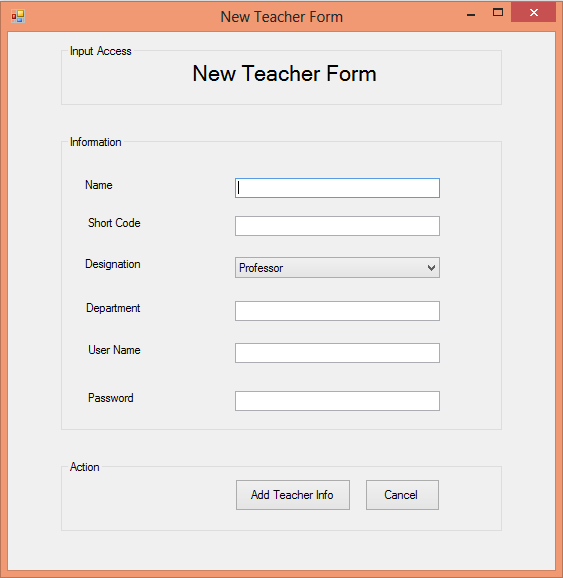 New Teacher Form
Input Access
New Teacher Form
Information
Name
Short Code
Designation
Professor
Department
User Name
Password
Action
Add Teacher Info
Cancel